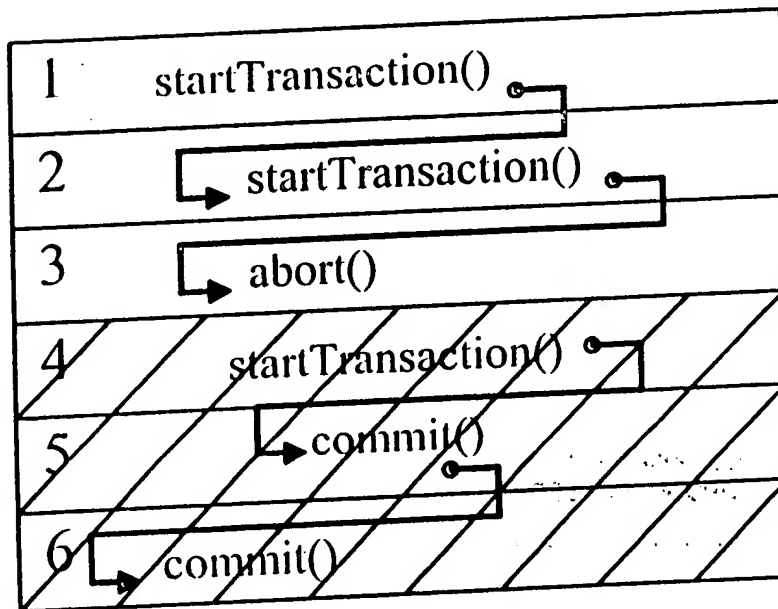 1 startTransaction()
2 startTransaction()
3 abort()
4 startTransaction()
5 commit()
6 commit()